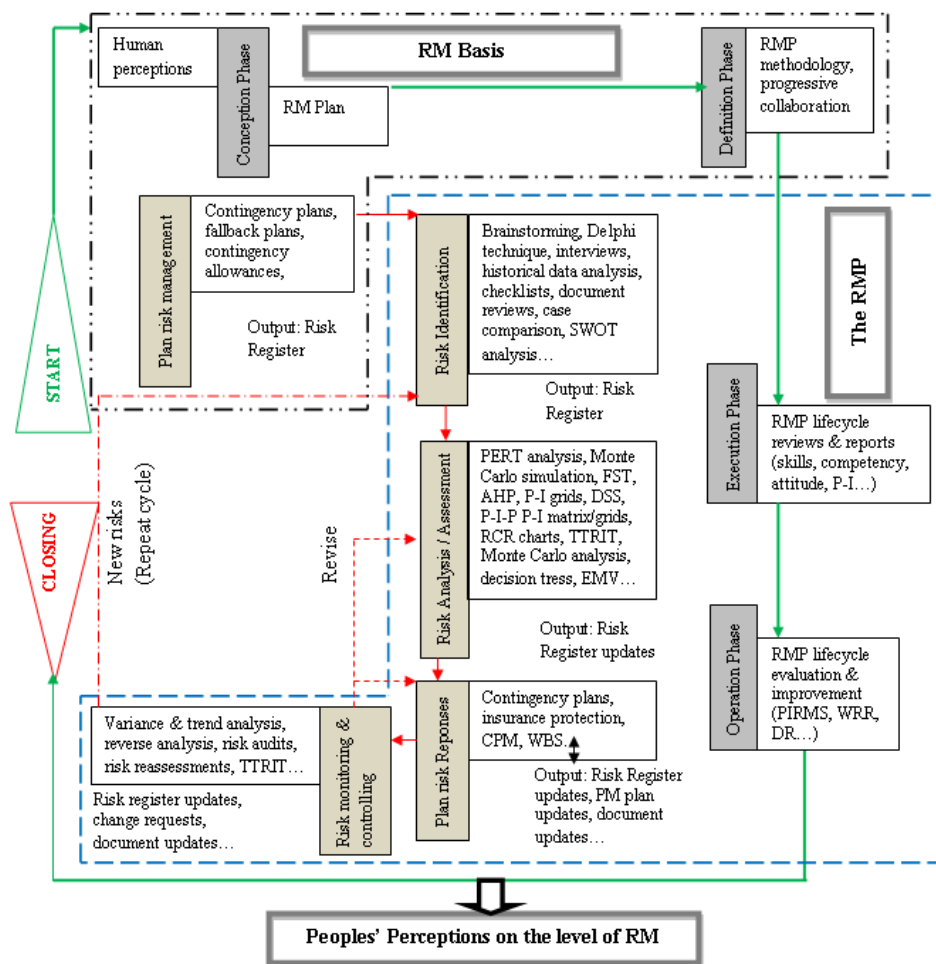 RM Basis
Human
perceptions
Conception Phase
RM Plan
Definition Phase
RMP
methodology,
progressive
collaboration
START
Plan risk management
Contingency plans,
fallback plans,
contingency
allowances,
Output: Risk
Register
Risk Identification
Brainstorming, Delphi
technique, interviews,
historical data analysis,
checklists, document
reviews, case
comparison, SWOT
analysis…
Output: Risk
Register
The RMP
Execution Phase
RMP lifecycle
reviews & reports
(skills, competency,
attitude, P-I…)
CLOSING
New risks
(Repeat cycle)
Revise
Risk Analysis / Assessment
PERT analysis, Monte
Carlo simulation, FST,
AHP, P-I grids, DSS,
P-I-P P-I matrix/grids,
RCR charts, TTRIT,
Monte Carlo analysis,
decision tress, EMV…
Output: Risk
Register updates
Operation Phase
RMP lifecycle
evaluation &
improvement
(PIRMS, WRR,
DR…)
Plan risk Reponses
Contingency plans,
insurance protection,
CPM, WBS…
Output: Risk Register
updates, PM plan
updates, document
updates…
Risk monitoring &
controlling
Variance & trend analysis,
reverse analysis, risk audits,
risk reassessments, TTRIT…
Risk register updates,
change requests,
document updates…
Peoples' Perceptions on the level of RM